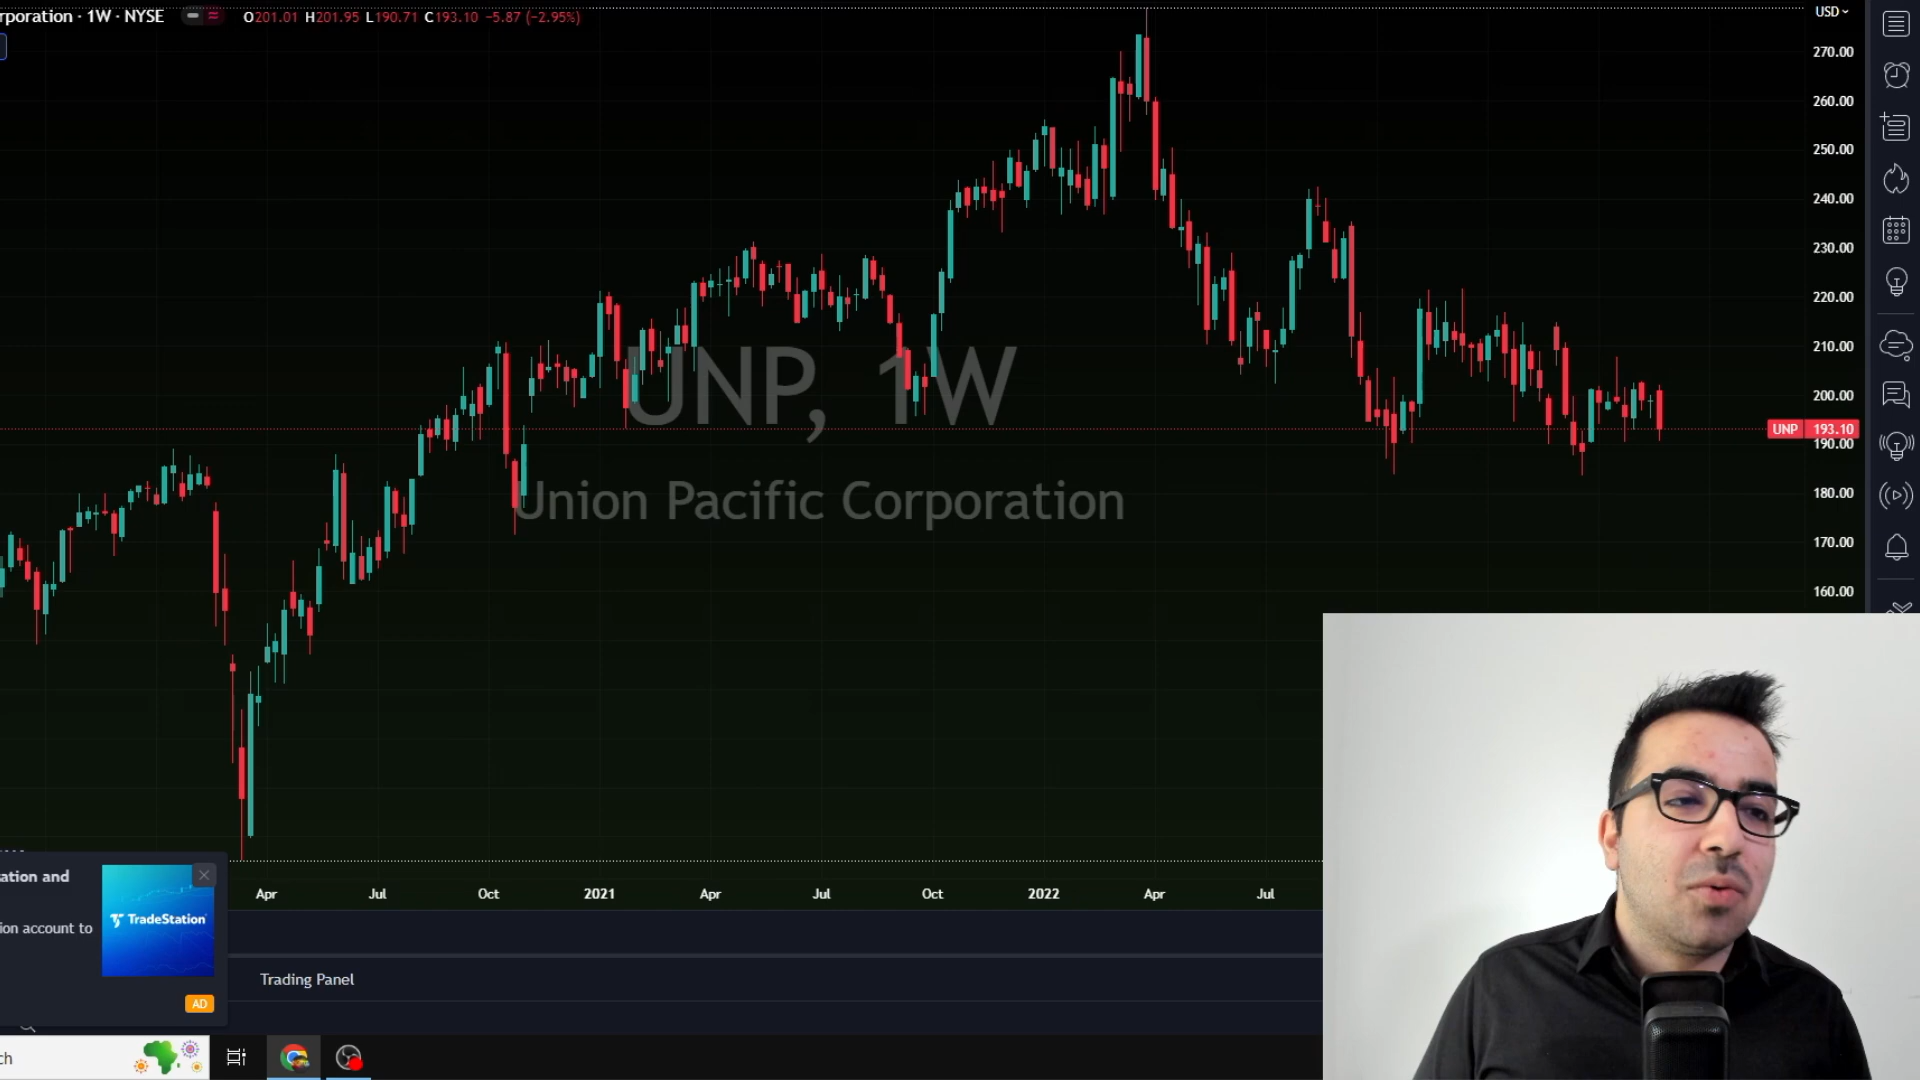 rporation · 1W · NYSE O201.01 H201.95 L190.71 C193.10 −5.87 (−2.95%)
USD
270.00
260.00
250.00
240.00
230.00
220.00
210.00
200.00
UNP 193.10
190.00
180.00
170.00
160.00
UNP, 1W
Union Pacific Corporation
Apr Jul Oct 2021 Apr Jul Oct 2022 Apr Jul
ation and
ion account to
TradeStation
AD
Trading Panel
ch